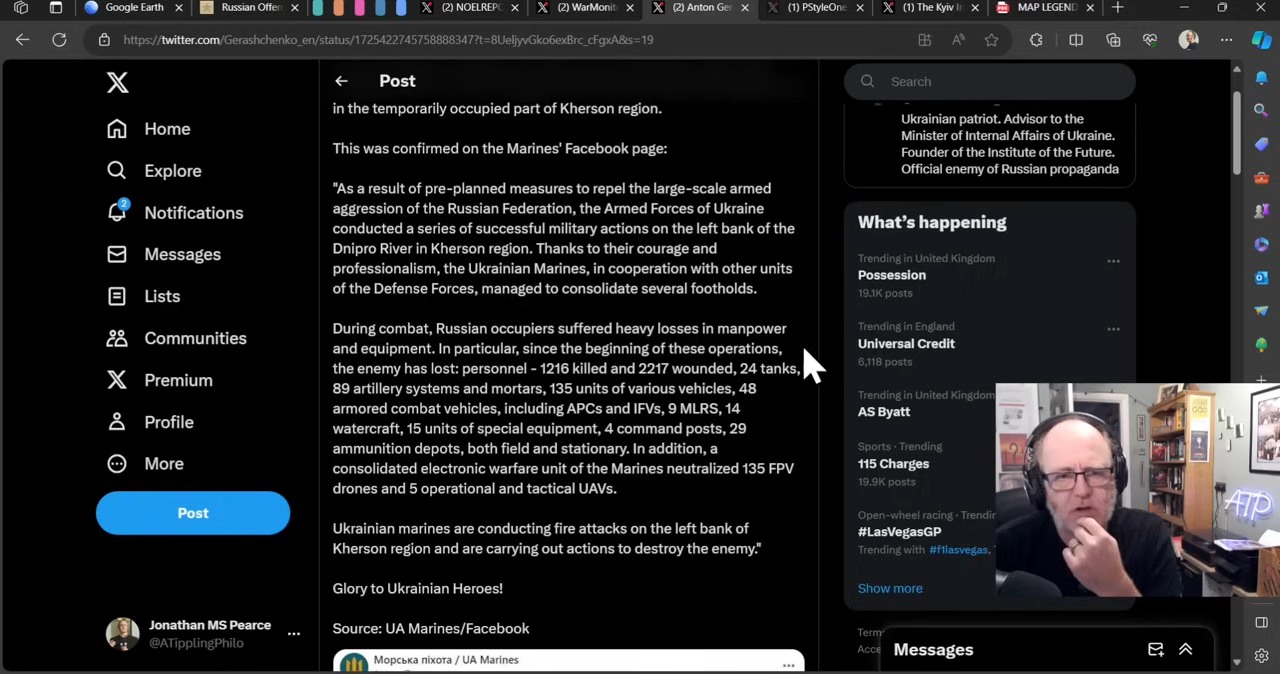 Google Earth
Russian Offen
(2) NOELREPO
(2) WarMonito
(2) Anton Ger
(1) PStyleOne
(1) The Kyiv In
MAP LEGEND
https://twitter.com/Gerashchenko_en/status/1725422745758888347?t=8UeljyvGko6exBrc_cFgxA&s=19
Post
Search
Home
Explore
2
Notifications
Messages
Lists
Communities
Premium
Profile
More
Post
Jonathan MS Pearce
@ATipplingPhilo
in the temporarily occupied part of Kherson region.
This was confirmed on the Marines' Facebook page:
"As a result of pre-planned measures to repel the large-scale armed
aggression of the Russian Federation, the Armed Forces of Ukraine
conducted a series of successful military actions on the left bank of the
Dnipro River in Kherson region. Thanks to their courage and
professionalism, the Ukrainian Marines, in cooperation with other units
of the Defense Forces, managed to consolidate several footholds.
During combat, Russian occupiers suffered heavy losses in manpower
and equipment. In particular, since the beginning of these operations,
the enemy has lost: personnel - 1216 killed and 2217 wounded, 24 tanks,
89 artillery systems and mortars, 135 units of various vehicles, 48
armored combat vehicles, including APCs and IFVs, 9 MLRS, 14
watercraft, 15 units of special equipment, 4 command posts, 29
ammunition depots, both field and stationary. In addition, a
consolidated electronic warfare unit of the Marines neutralized 135 FPV
drones and 5 operational and tactical UAVs.
Ukrainian marines are conducting fire attacks on the left bank of
Kherson region and are carrying out actions to destroy the enemy."
Glory to Ukrainian Heroes!
Source: UA Marines/Facebook
Морська піхота / UA Marines
Ukrainian patriot. Advisor to the
Minister of Internal Affairs of Ukraine.
Founder of the Institute of the Future.
Official enemy of Russian propaganda
What's happening
Trending in United Kingdom
Possession
19.1K posts
Trending in England
Universal Credit
6,118 posts
Trending in United Kingdom
AS Byatt
Sports · Trending
115 Charges
19.9K posts
Open-wheel racing · Trendin
#LasVegasGP
Trending with #f1lasvegas,
Show more
Terms
Acce
Messages
ATP